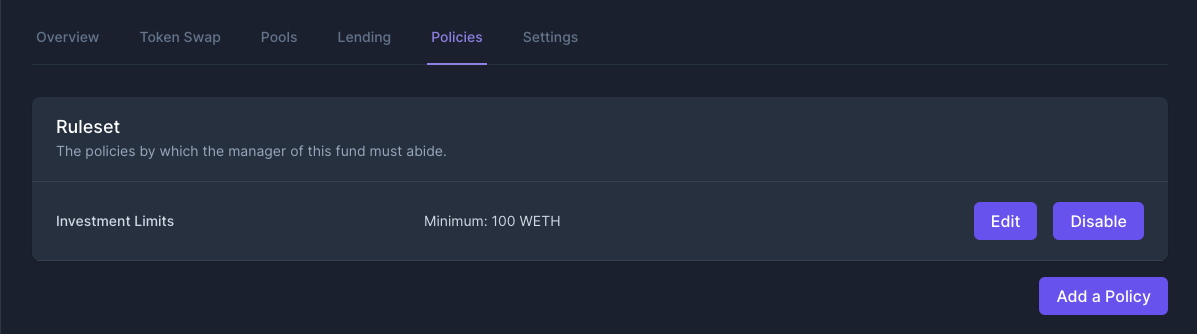 Overview Token Swap Pools Lending Policies Settings
Ruleset
The policies by which the manager of this fund must abide.
Investment Limits Minimum: 100 WETH Edit Disable
Add a Policy